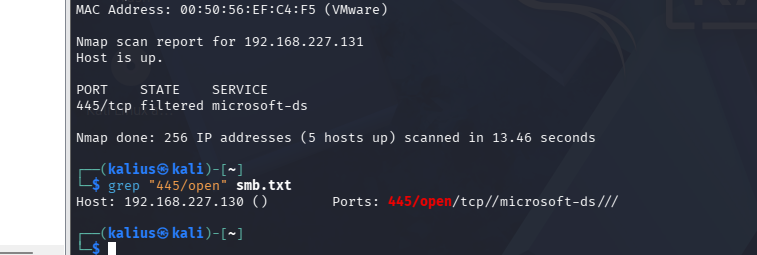 MAC Address: 00:50:56:EF:C4:F5 (VMware)
Nmap scan report for 192.168.227.131
Host is up.
PORT    STATE    SERVICE
445/tcp filtered microsoft-ds
Nmap done: 256 IP addresses (5 hosts up) scanned in 13.46 seconds
┌──(kalius㉿kali)-[~]
└─$ grep "445/open" smb.txt
Host: 192.168.227.130 ()        Ports: 445/open/tcp//microsoft-ds///
┌──(kalius㉿kali)-[~]
└─$